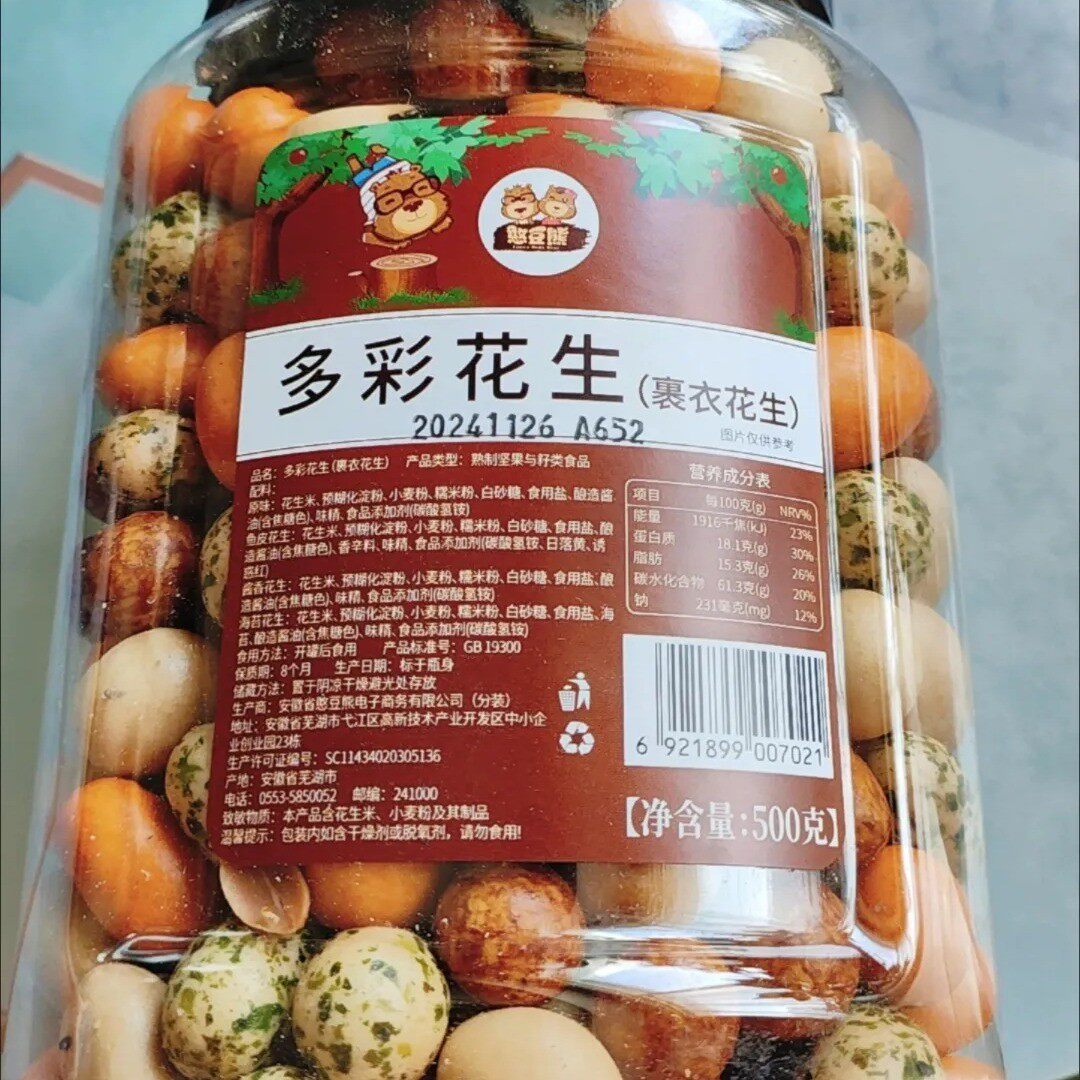 憨豆熊
多彩花生(裹衣花生)
20241126 A652
图片仅供参考
品名：多彩花生(裹衣花生) 产品类型：熟制坚果与籽类食品
配料：
原味：花生米、预糊化淀粉、小麦粉、糯米粉、白砂糖、食用盐、酿造酱
油(含焦糖色)、味精、食品添加剂(碳酸氢铵)
鱼皮花生：花生米、预糊化淀粉、小麦粉、糯米粉、白砂糖、食用盐、酿
造酱油(含焦糖色)、香辛料、味精、食品添加剂(碳酸氢铵、日落黄、诱
惑红)
酱香花生：花生米、预糊化淀粉、小麦粉、糯米粉、白砂糖、食用盐、酿
造酱油(含焦糖色)、味精、食品添加剂(碳酸氢铵)
海苔花生：花生米、预糊化淀粉、小麦粉、糯米粉、白砂糖、食用盐、海
苔、酿造酱油(含焦糖色)、味精、食品添加剂(碳酸氢铵)
食用方法：开罐后食用 产品标准号：GB 19300
保质期：8个月 生产日期：标于瓶身
储藏方法：置于阴凉干燥避光处存放
生产商：安徽省憨豆熊电子商务有限公司（分装）
地址：安徽省芜湖市弋江区高新技术产业开发区中小企
业创业园23栋
生产许可证编号：SC11434020305136
产地：安徽省芜湖市
电话：0553-5850052 邮编：241000
致敏物质：本产品含花生米、小麦粉及其制品
温馨提示：包装内如含干燥剂或脱氧剂，请勿食用!
营养成分表
项目 每100克(g) NRV%
能量 1916千焦(kJ) 23%
蛋白质 18.1克(g) 30%
脂肪 15.3克(g) 26%
碳水化合物 61.3克(g) 20%
钠 231毫克(mg) 12%
6 921899 007021
【净含量:500克】